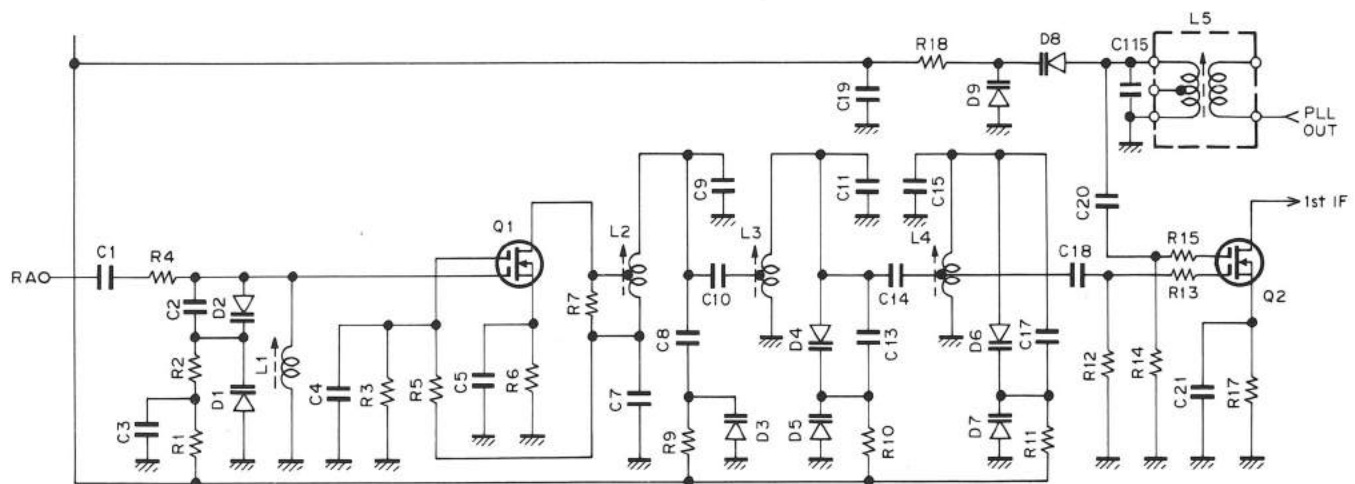 L5
D8
C115
R18
D9
C19
PLL
OUT
C20
1st IF
Q1
C9
C11
C15
L2
L3
L4
C18
R15
R13
Q2
RA
C1
R4
C2
D2
R7
C10
C14
R2
L1
C8
D4
C13
D6
C17
C4
R3
R5
C5
R6
R12
R14
C21
R17
C3
D1
R1
C7
R9
D3
D5
R10
D7
R11